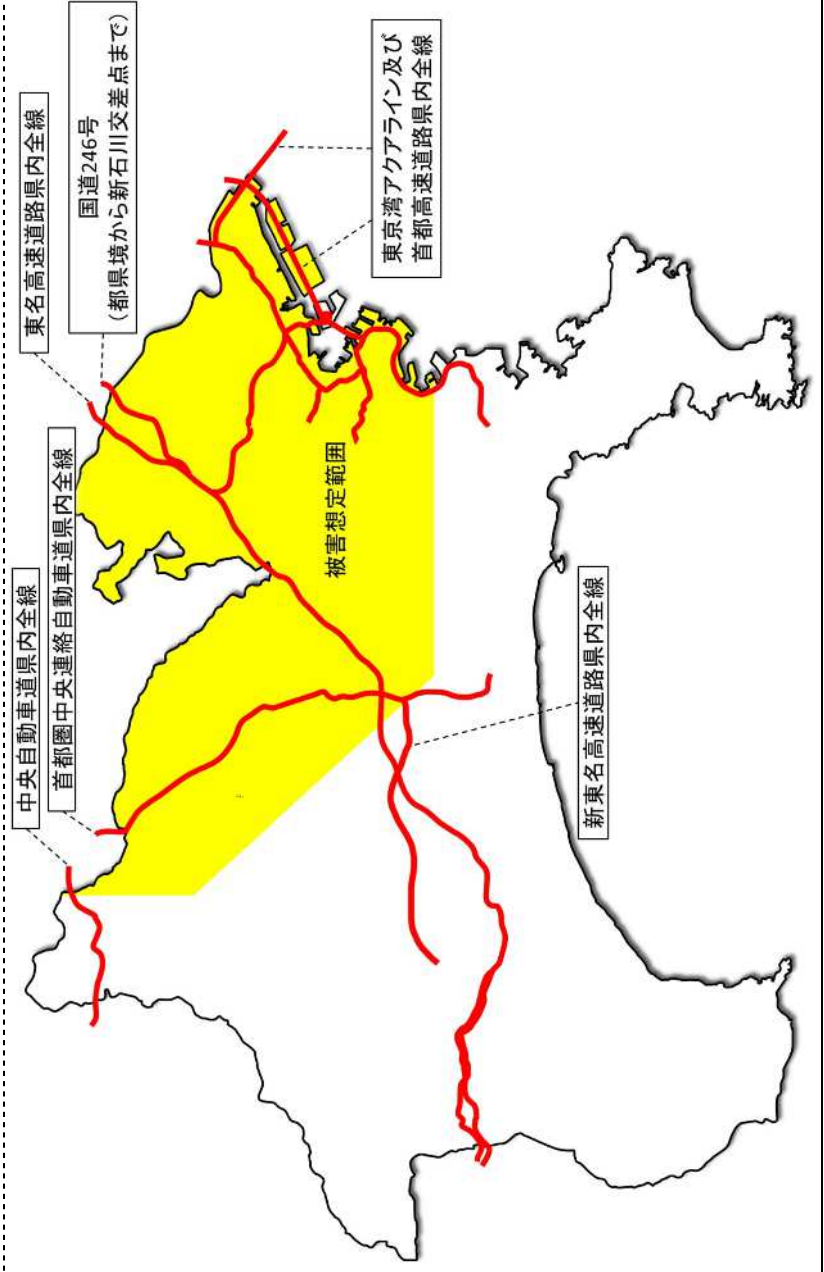 中央自動車道県内全線
首都圏中央連絡自動車道県内全線
東名高速道路県内全線
国道246号
(都県境から新石川交差点まで)
東京湾アクアライン及び
首都高速道路県内全線
被害想定範囲
新東名高速道路県内全線